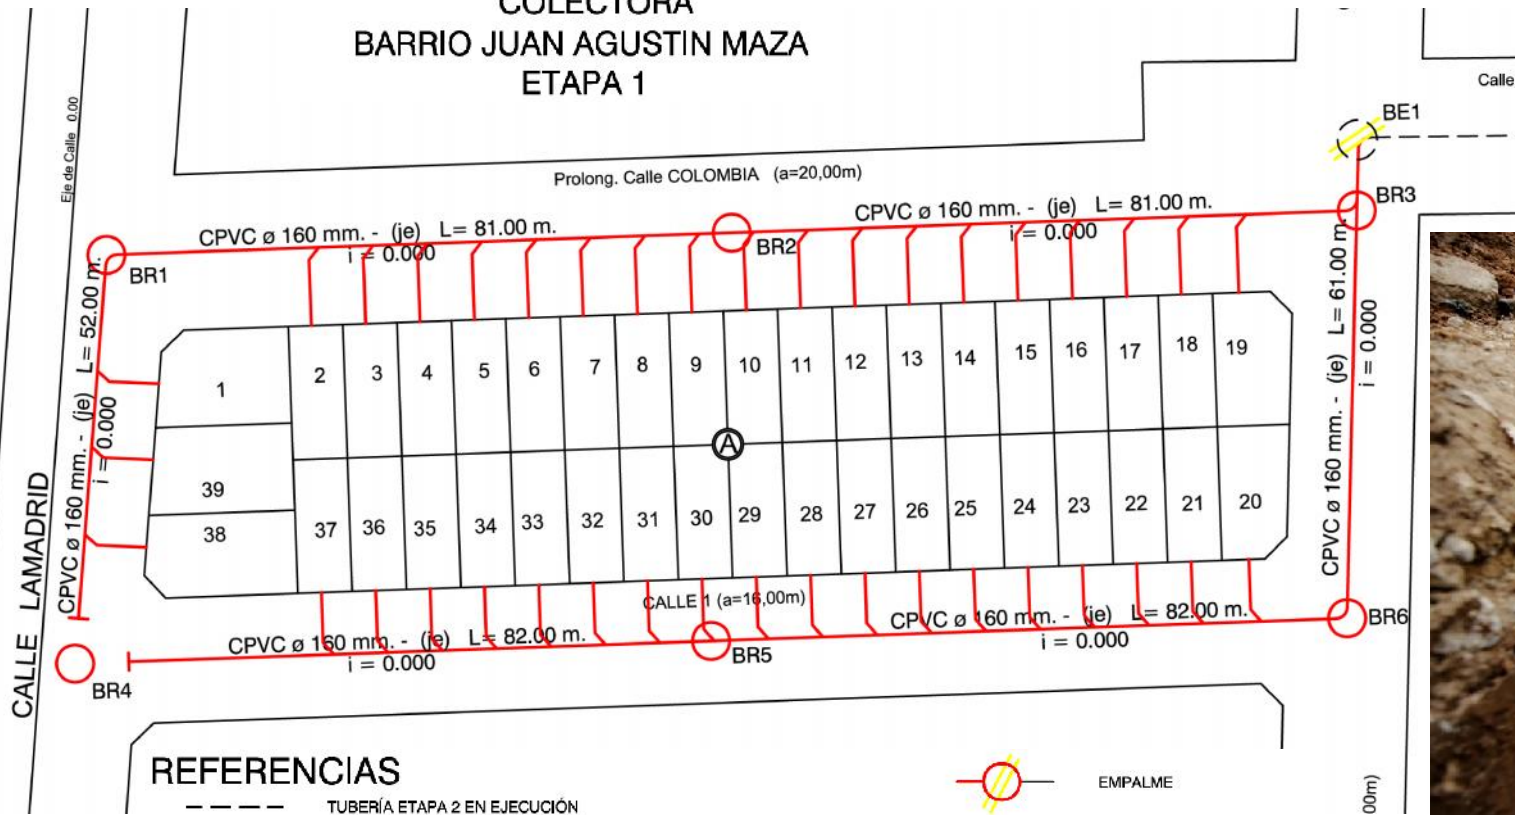 COLECTORA
BARRIO JUAN AGUSTIN MAZA
ETAPA 1
Calle
BE1
Eje de Calle 0.00
Prolong. Calle COLOMBIA (a=20,00m)
BR3
CPVC ø 160 mm. - (je) L= 81.00 m.
i = 0.000
CPVC ø 160 mm. - (je) L= 81.00 m.
i = 0.000
BR1
BR2
CPVC ø 160 mm. - (je) L= 52.00 m.
i = 0.000
CPVC ø 160 mm. - (je) L= 61.00 m.
i = 0.000
1
2
3
4
5
6
7
8
9
10
11
12
13
14
15
16
17
18
19
A
39
38
37
36
35
34
33
32
31
30
29
28
27
26
25
24
23
22
21
20
CALLE LAMADRID
CALLE 1 (a=16,00m)
CPVC ø 160 mm. - (je) L= 82.00 m.
i = 0.000
CPVC ø 160 mm. - (je) L= 82.00 m.
i = 0.000
BR4
BR5
BR6
REFERENCIAS
TUBERÍA ETAPA 2 EN EJECUCIÓN
EMPALME
00m)